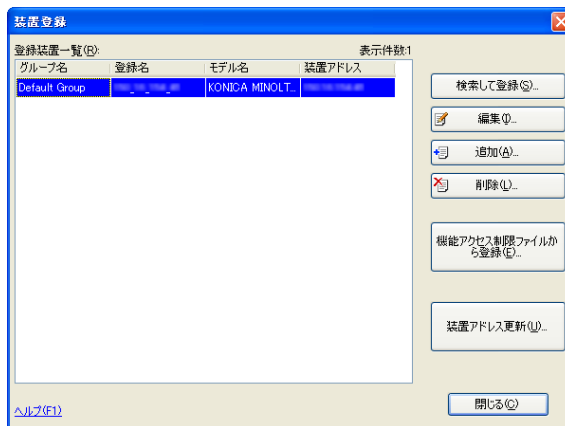 装置登録
登録装置一覧(R):
表示件数:1
グループ名 登録名 モデル名 装置アドレス
Default Group KONICA MINOLT...
検索して登録(S)...
編集(I)...
追加(A)...
削除(L)...
機能アクセス制限ファイルか
ら登録(E)...
装置アドレス更新(U)...
ヘルプ(F1)
閉じる(C)